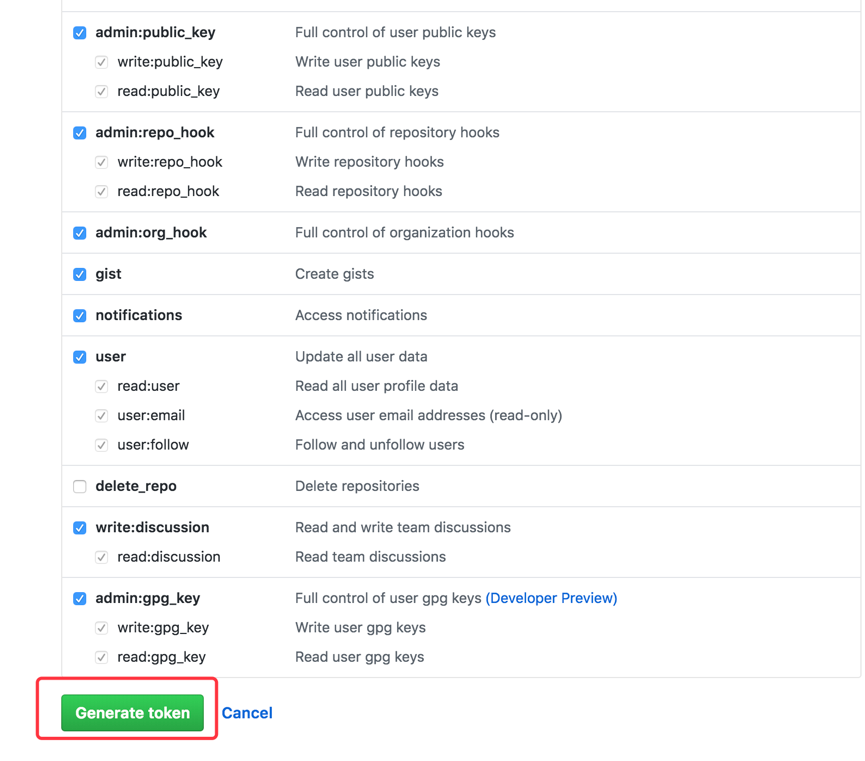 admin:public_key Full control of user public keys
write:public_key Write user public keys
read:public_key Read user public keys
admin:repo_hook Full control of repository hooks
write:repo_hook Write repository hooks
read:repo_hook Read repository hooks
admin:org_hook Full control of organization hooks
gist Create gists
notifications Access notifications
user Update all user data
read:user Read all user profile data
user:email Access user email addresses (read-only)
user:follow Follow and unfollow users
delete_repo Delete repositories
write:discussion Read and write team discussions
read:discussion Read team discussions
admin:gpg_key Full control of user gpg keys (Developer Preview)
write:gpg_key Write user gpg keys
read:gpg_key Read user gpg keys
Generate token Cancel